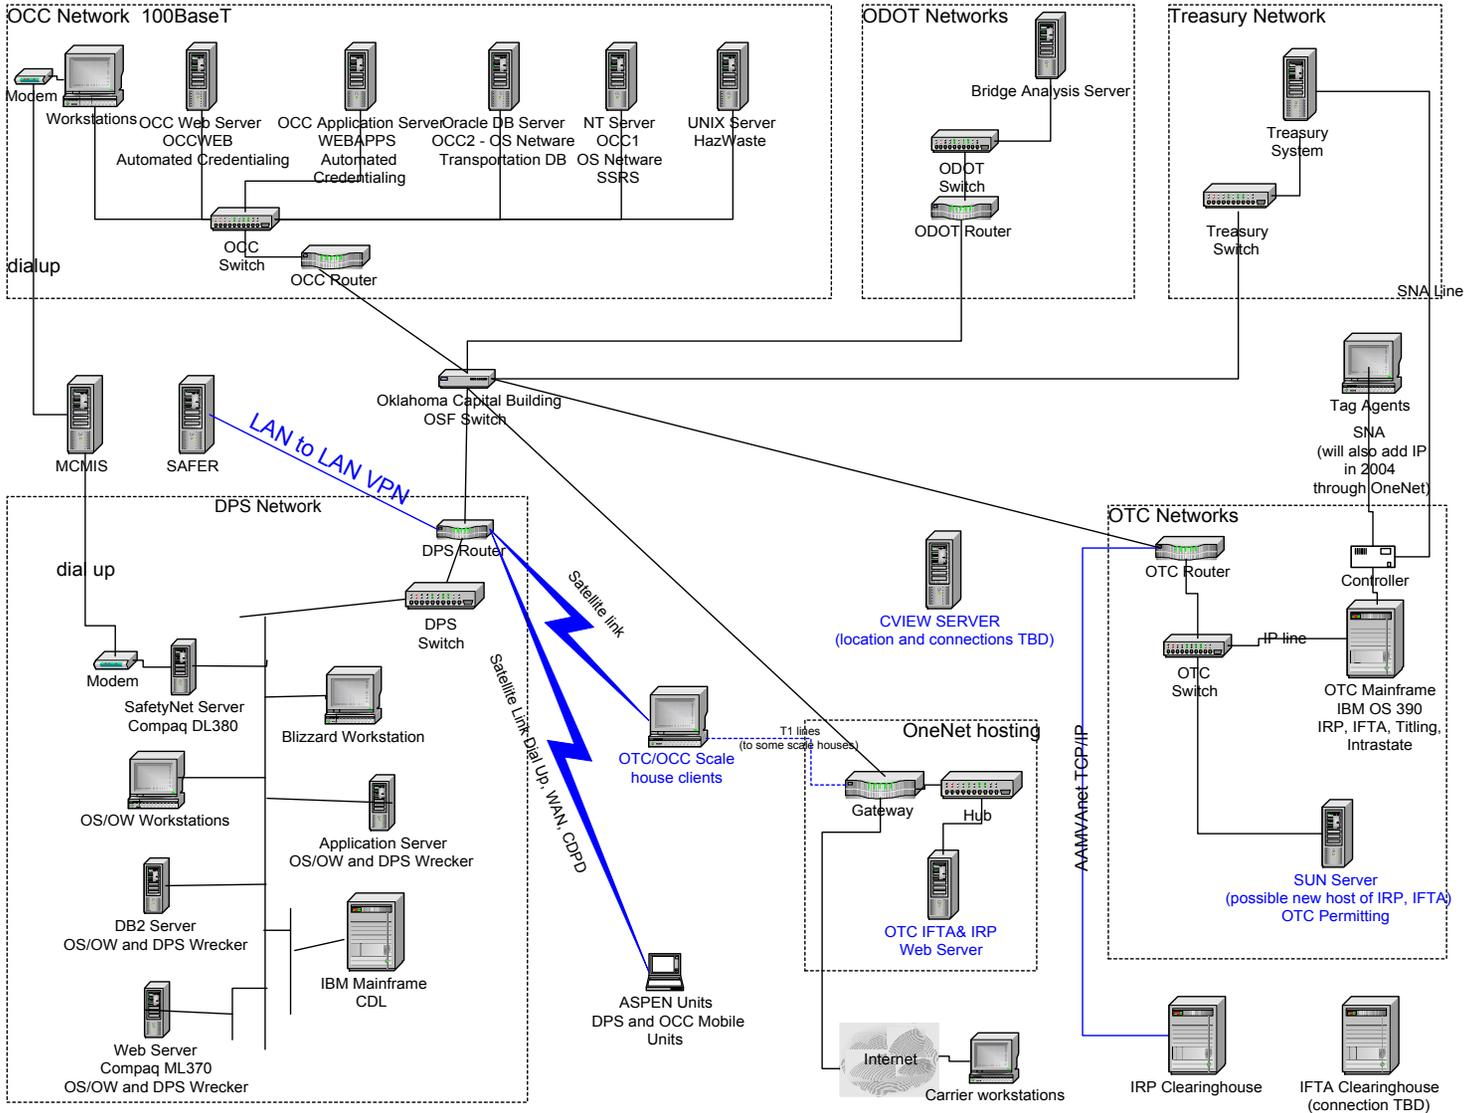 OCC Network  100BaseT
Modem
Workstations
OCC Web Server
OCCWEB
Automated Credentialing
OCC Application Server
WEBAPPS
Automated
Credentialing
Oracle DB Server
OCC2 - OS Netware
Transportation DB
NT Server
OCC1
OS Netware
SSRS
UNIX Server
HazWaste
OCC
Switch
OCC Router
dialup
ODOT Networks
Bridge Analysis Server
ODOT
Switch
ODOT Router
Treasury Network
Treasury
System
Treasury
Switch
SNA Line
Oklahoma Capital Building
OSF Switch
Tag Agents
SNA
(will also add IP
in 2004
through OneNet)
MCMIS
SAFER
LAN to LAN VPN
DPS Network
DPS Router
DPS
Switch
dial up
Modem
SafetyNet Server
Compaq DL380
Blizzard Workstation
OS/OW Workstations
Application Server
OS/OW and DPS Wrecker
DB2 Server
OS/OW and DPS Wrecker
IBM Mainframe
CDL
Web Server
Compaq ML370
OS/OW and DPS Wrecker
Satellite link
Satellite Link Dial Up, WAN, CDPD
OTC/OCC Scale
house clients
ASPEN Units
DPS and OCC Mobile
Units
CVIEW SERVER
(location and connections TBD)
T1 lines
(to some scale houses)
OneNet hosting
Gateway
Hub
OTC IFTA& IRP
Web Server
Internet
Carrier workstations
OTC Networks
OTC Router
Controller
OTC
Switch
IP line
OTC Mainframe
IBM OS 390
IRP, IFTA, Titling,
Intrastate
AAMVAnet TCP/IP
SUN Server
(possible new host of IRP, IFTA)
OTC Permitting
IRP Clearinghouse
IFTA Clearinghouse
(connection TBD)